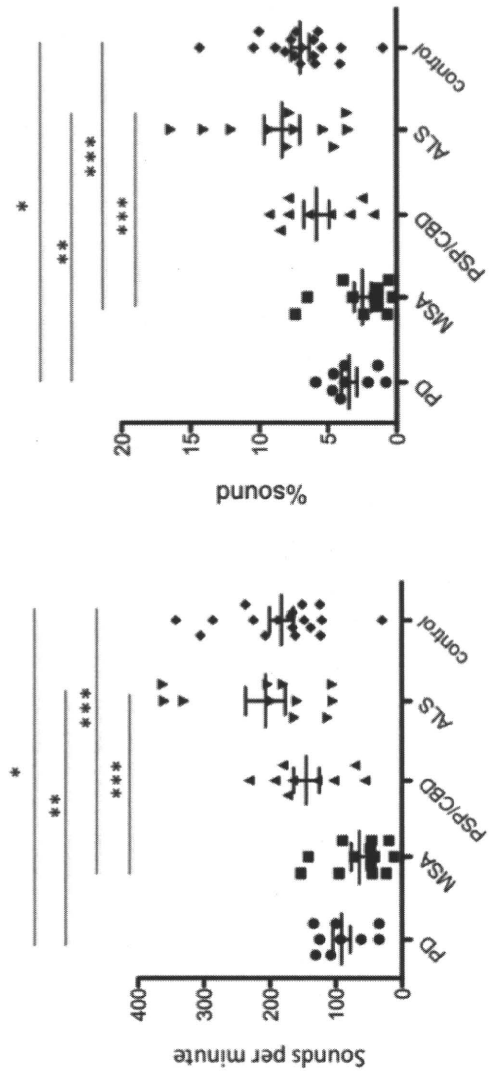 *
**
***
***
400
300
200
100
0
Sounds per minute
PD
MSA
PSP/CBD
ALS
control
*
**
***
***
20
15
10
5
0
%sound
PD
MSA
PSP/CBD
ALS
control